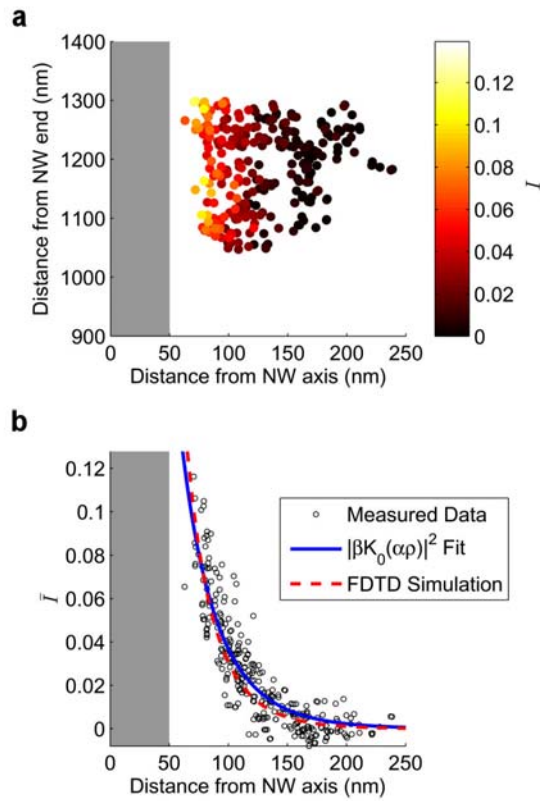 a
1400
1300
1200
1100
1000
900
Distance from NW end (nm)
0 50 100 150 200 250
Distance from NW axis (nm)
0.12
0.1
0.08
0.06
0.04
0.02
0
I
b
0.12
0.1
0.08
0.06
0.04
0.02
0
Ī
Measured Data
|βK₀(αρ)|² Fit
FDTD Simulation
0 50 100 150 200 250
Distance from NW axis (nm)